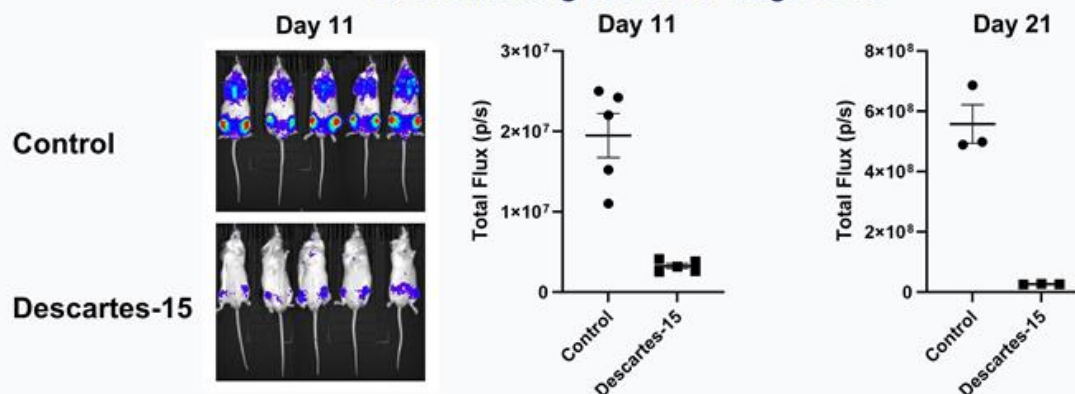 Day 11
Control
Descartes-15
Day 11
Total Flux (p/s)
3×10⁷
2×10⁷
1×10⁷
0
Control
Descartes-15
Day 21
Total Flux (p/s)
8×10⁸
6×10⁸
4×10⁸
2×10⁸
0
Control
Descartes-15